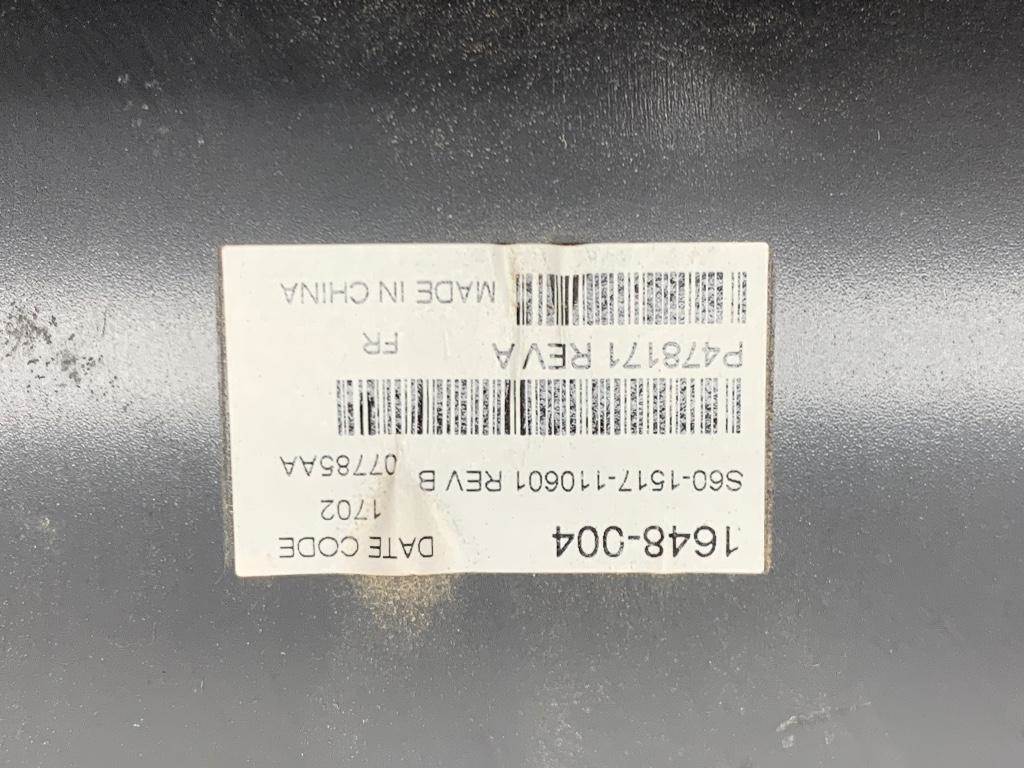 1648-004 DATE CODE
1702
S60-1517-110601 REV B 07785AA
P478171 REV A FR
MADE IN CHINA